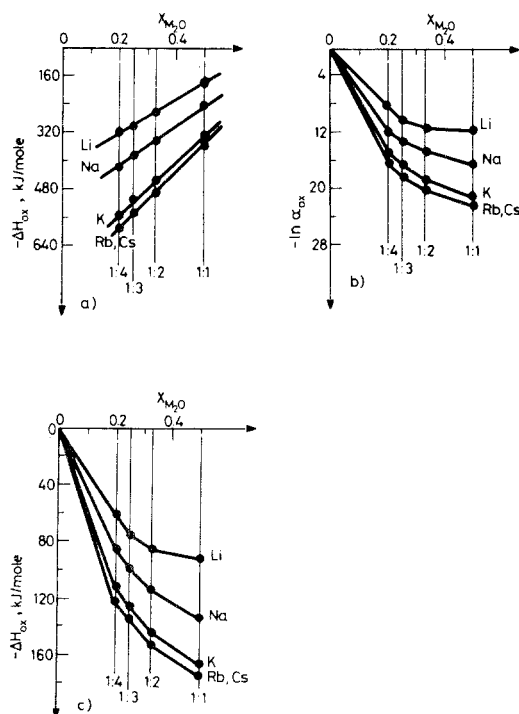 X_M₂O
0 0.2 0.4
160
320
480
640
-ΔH_ox , kJ/mole
Li
Na
K
Rb, Cs
1:4
1:3
1:2
1:1
a)
X_M₂O
0 0.2 0.4
4
12
20
28
-ln α_ox
Li
Na
K
Rb, Cs
1:4
1:3
1:2
1:1
b)
X_M₂O
0 0.2 0.4
0
40
80
120
160
-ΔH_ox , kJ/mole
Li
Na
K
Rb, Cs
1:4
1:3
1:2
1:1
c)